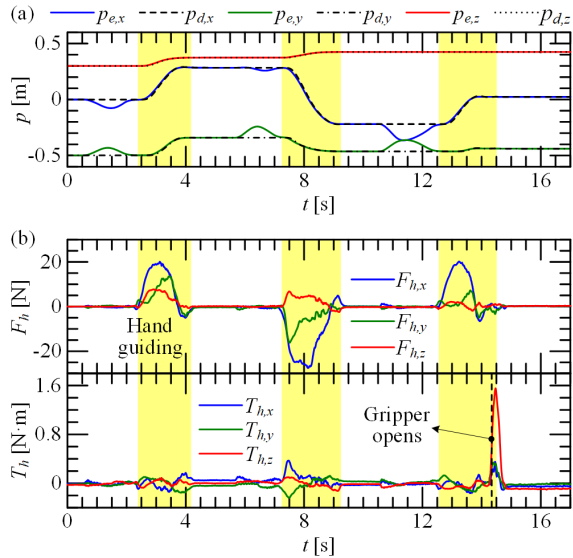 (a) p_{e,x} p_{d,x} p_{e,y} p_{d,y} p_{e,z} p_{d,z}
0.5
0
-0.5
p [m]
0 4 8 12 16
t [s]
(b)
20
0
-20
F_h [N]
Hand
guiding
F_{h,x}
F_{h,y}
F_{h,z}
1.6
0.8
0
T_h [N·m]
T_{h,x}
T_{h,y}
T_{h,z}
Gripper
opens
0 4 8 12 16
t [s]